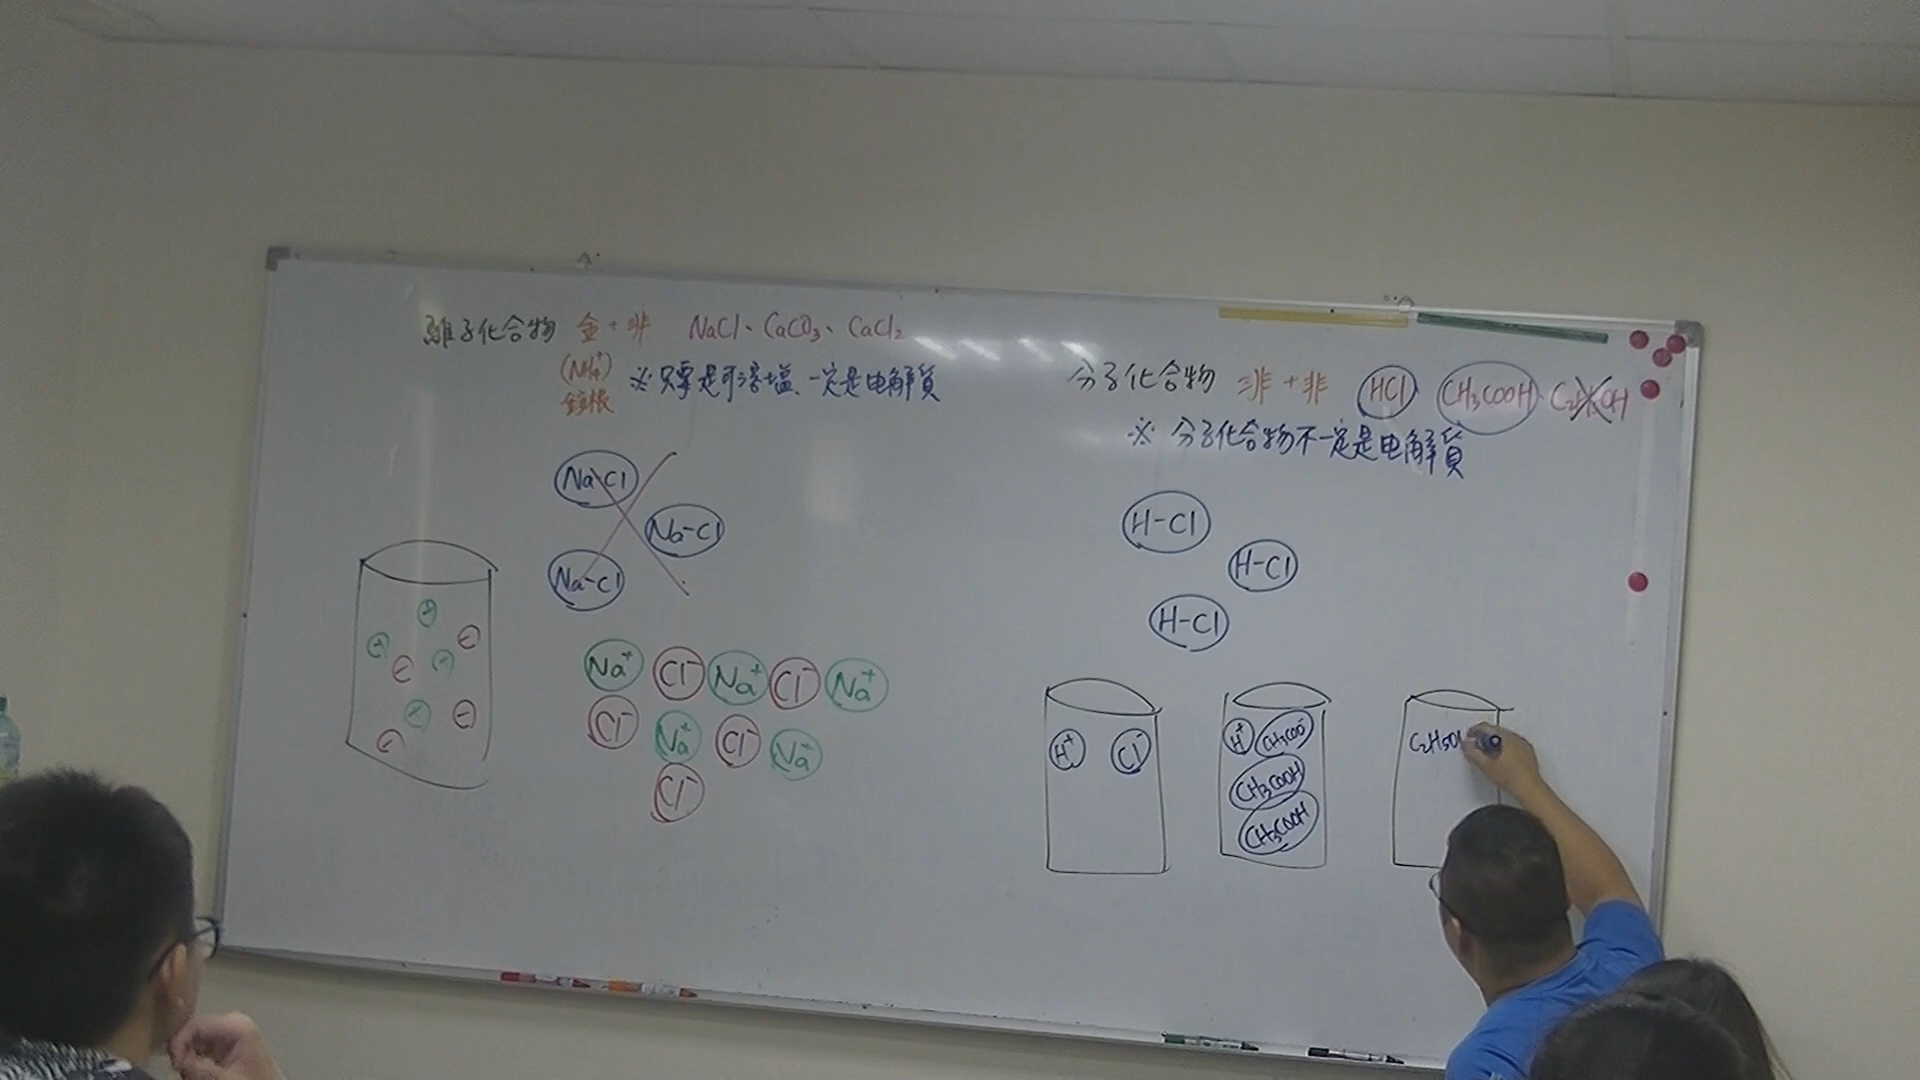 離子化合物 金+非 NaCl、CaCO₃、CaCl₂
(NH₄⁺)
銨根
※只要是可溶塩、一定是电解質
Na-Cl
Na-Cl
Na-Cl
+
+ −
− +
+ −
−
Na⁺ Cl⁻ Na⁺ Cl⁻ Na⁺
Cl⁻ Na⁺ Cl⁻ Na⁺
Cl⁻
分子化合物 非+非 HCl、CH₃COOH、C₂H₅OH
※ 分子化合物不一定是电解質
H-Cl
H-Cl
H-Cl
H⁺ Cl⁻
H⁺ CH₃COO⁻
CH₃COOH
CH₃COOH
C₂H₅O